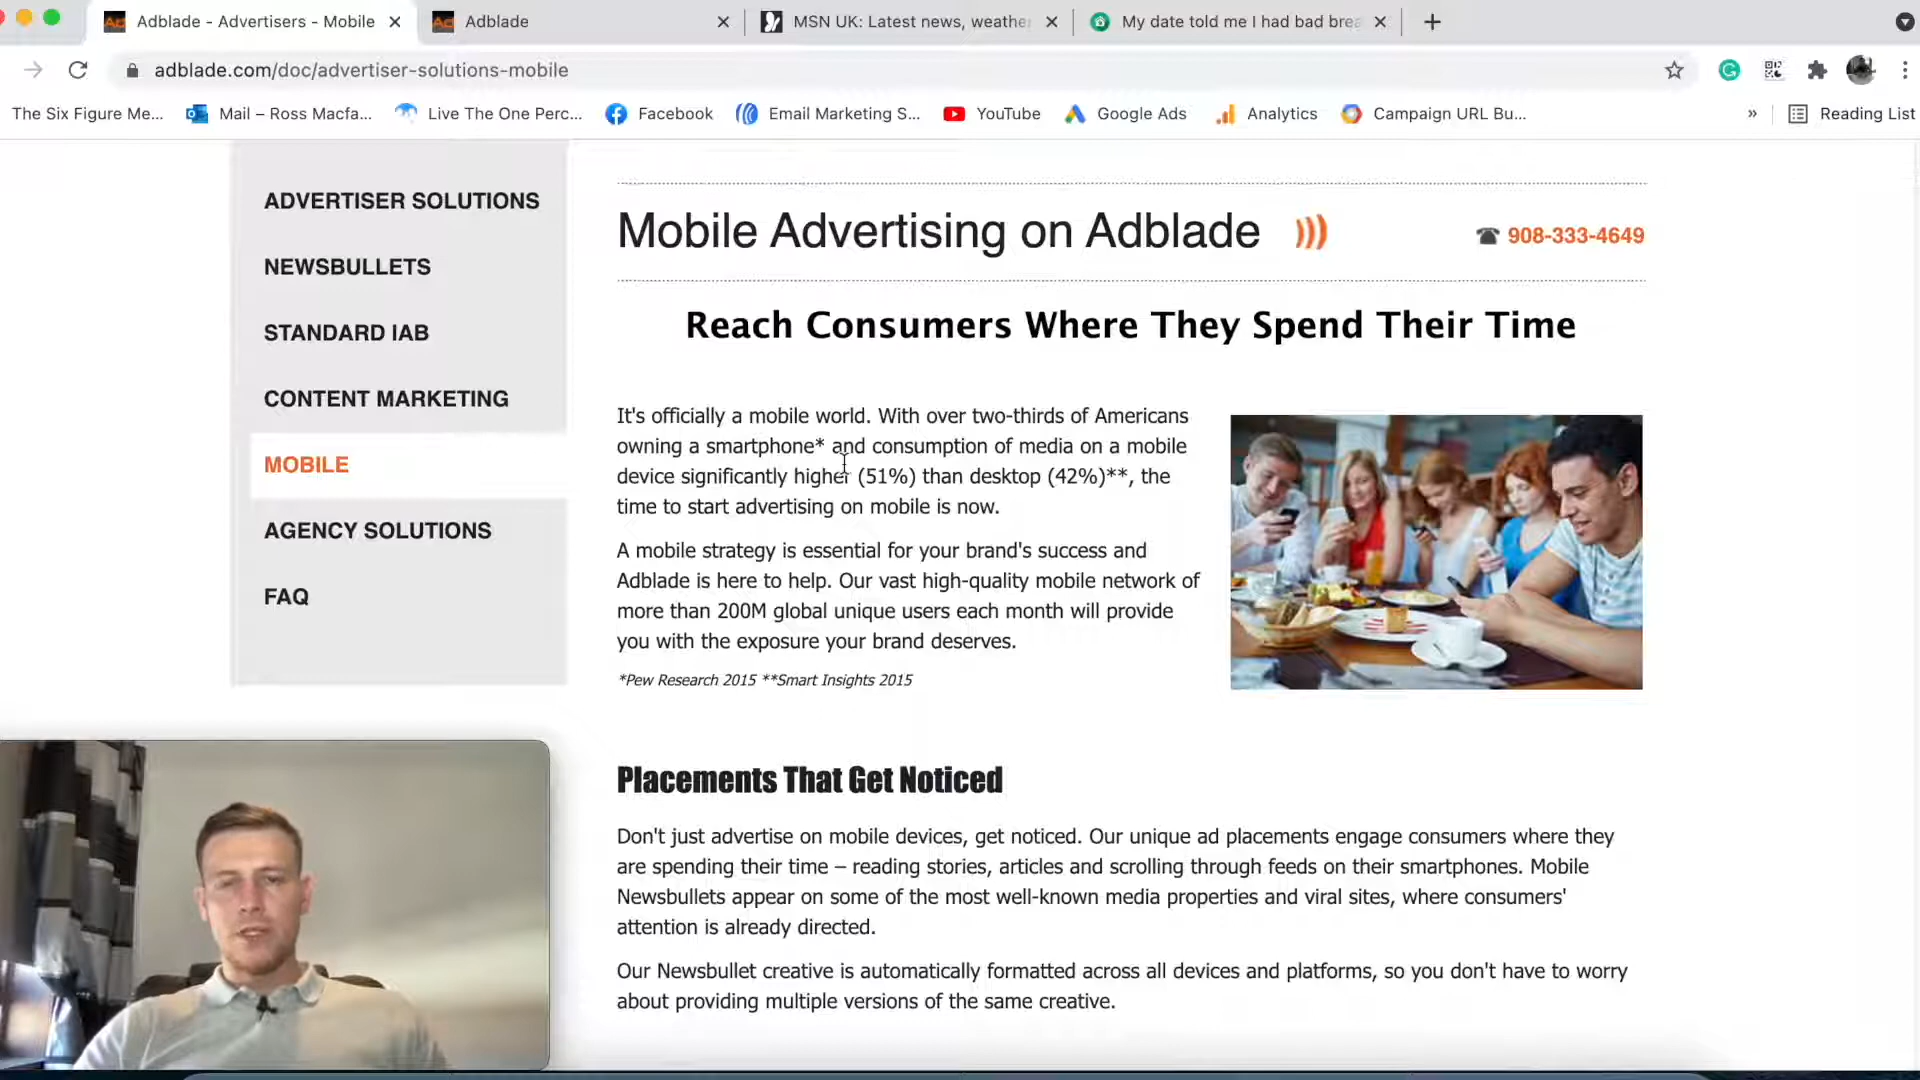 Adblade - Advertisers - Mobile
Adblade
MSN UK: Latest news, weathe
My date told me I had bad brea
adblade.com/doc/advertiser-solutions-mobile
The Six Figure Me...
Mail – Ross Macfa...
Live The One Perc...
Facebook
Email Marketing S...
YouTube
Google Ads
Analytics
Campaign URL Bu...
»
Reading List
ADVERTISER SOLUTIONS
NEWSBULLETS
STANDARD IAB
CONTENT MARKETING
MOBILE
AGENCY SOLUTIONS
FAQ
Mobile Advertising on Adblade
908-333-4649
Reach Consumers Where They Spend Their Time
It's officially a mobile world. With over two-thirds of Americans
owning a smartphone* and consumption of media on a mobile
device significantly higher (51%) than desktop (42%)**, the
time to start advertising on mobile is now.
A mobile strategy is essential for your brand's success and
Adblade is here to help. Our vast high-quality mobile network of
more than 200M global unique users each month will provide
you with the exposure your brand deserves.
*Pew Research 2015 **Smart Insights 2015
Placements That Get Noticed
Don't just advertise on mobile devices, get noticed. Our unique ad placements engage consumers where they
are spending their time – reading stories, articles and scrolling through feeds on their smartphones. Mobile
Newsbullets appear on some of the most well-known media properties and viral sites, where consumers'
attention is already directed.
Our Newsbullet creative is automatically formatted across all devices and platforms, so you don't have to worry
about providing multiple versions of the same creative.